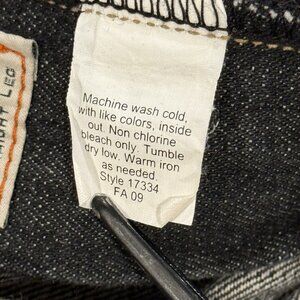 Machine wash cold,
with like colors, inside
out. Non chlorine
bleach only. Tumble
dry low. Warm iron
as needed.
Style 17334
FA 09
LEG